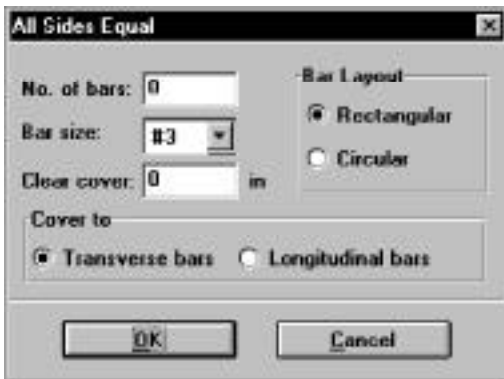 All Sides Equal
No. of bars: 0
Bar size: #3
Clear cover: 0 in
Bar Layout
Rectangular
Circular
Cover to
Transverse bars Longitudinal bars
OK Cancel